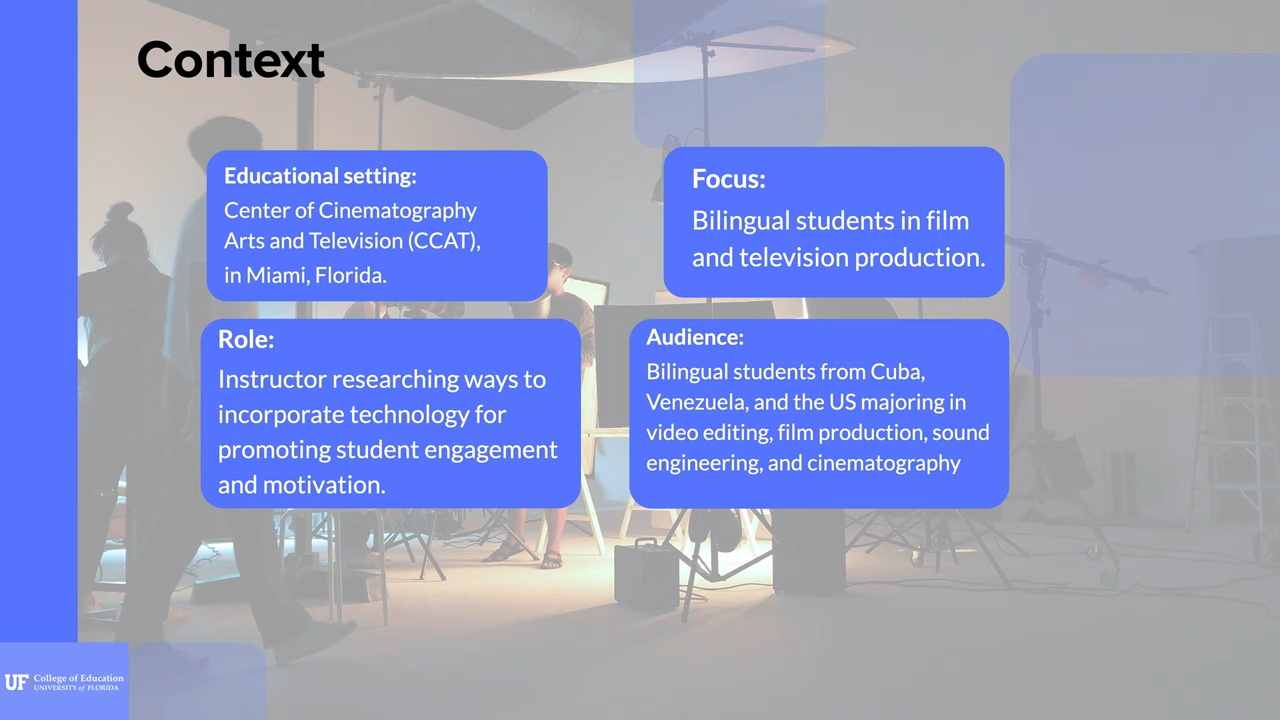 Context
Educational setting:
Center of Cinematography
Arts and Television (CCAT),
in Miami, Florida.
Focus:
Bilingual students in film
and television production.
Role:
Instructor researching ways to
incorporate technology for
promoting student engagement
and motivation.
Audience:
Bilingual students from Cuba,
Venezuela, and the US majoring in
video editing, film production, sound
engineering, and cinematography
UF College of Education
UNIVERSITY of FLORIDA